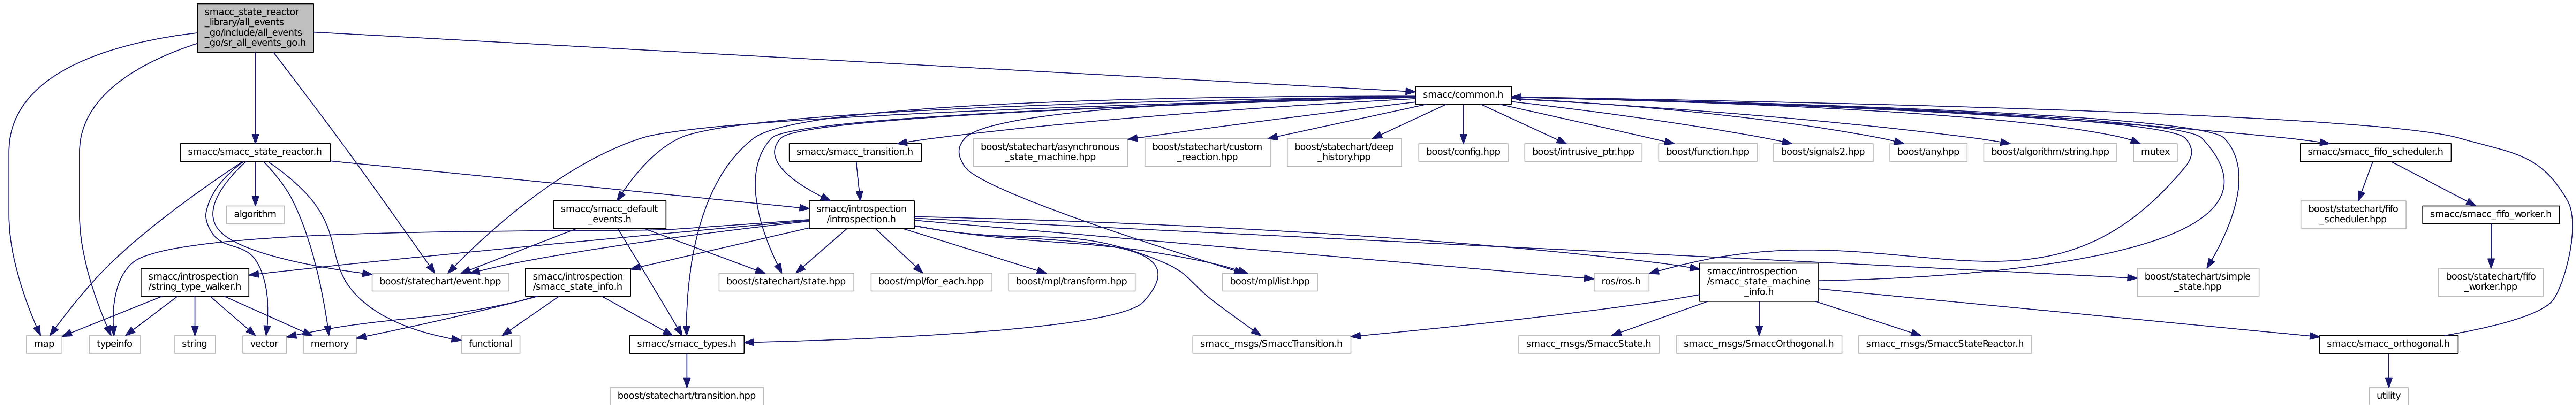 smacc_state_reactor
_library/all_events
_go/include/all_events
_go/sr_all_events_go.h
smacc/common.h
smacc/smacc_state_reactor.h
smacc/smacc_transition.h
boost/statechart/asynchronous
_state_machine.hpp
boost/statechart/custom
_reaction.hpp
boost/statechart/deep
_history.hpp
boost/config.hpp
boost/intrusive_ptr.hpp
boost/function.hpp
boost/signals2.hpp
boost/any.hpp
boost/algorithm/string.hpp
mutex
smacc/smacc_fifo_scheduler.h
algorithm
smacc/smacc_default
_events.h
smacc/introspection
/introspection.h
boost/statechart/fifo
_scheduler.hpp
smacc/smacc_fifo_worker.h
smacc/introspection
/string_type_walker.h
boost/statechart/event.hpp
smacc/introspection
/smacc_state_info.h
boost/statechart/state.hpp
boost/mpl/for_each.hpp
boost/mpl/transform.hpp
boost/mpl/list.hpp
ros/ros.h
smacc/introspection
/smacc_state_machine
_info.h
boost/statechart/simple
_state.hpp
boost/statechart/fifo
_worker.hpp
map
typeinfo
string
vector
memory
functional
smacc/smacc_types.h
smacc_msgs/SmaccTransition.h
smacc_msgs/SmaccState.h
smacc_msgs/SmaccOrthogonal.h
smacc_msgs/SmaccStateReactor.h
smacc/smacc_orthogonal.h
boost/statechart/transition.hpp
utility